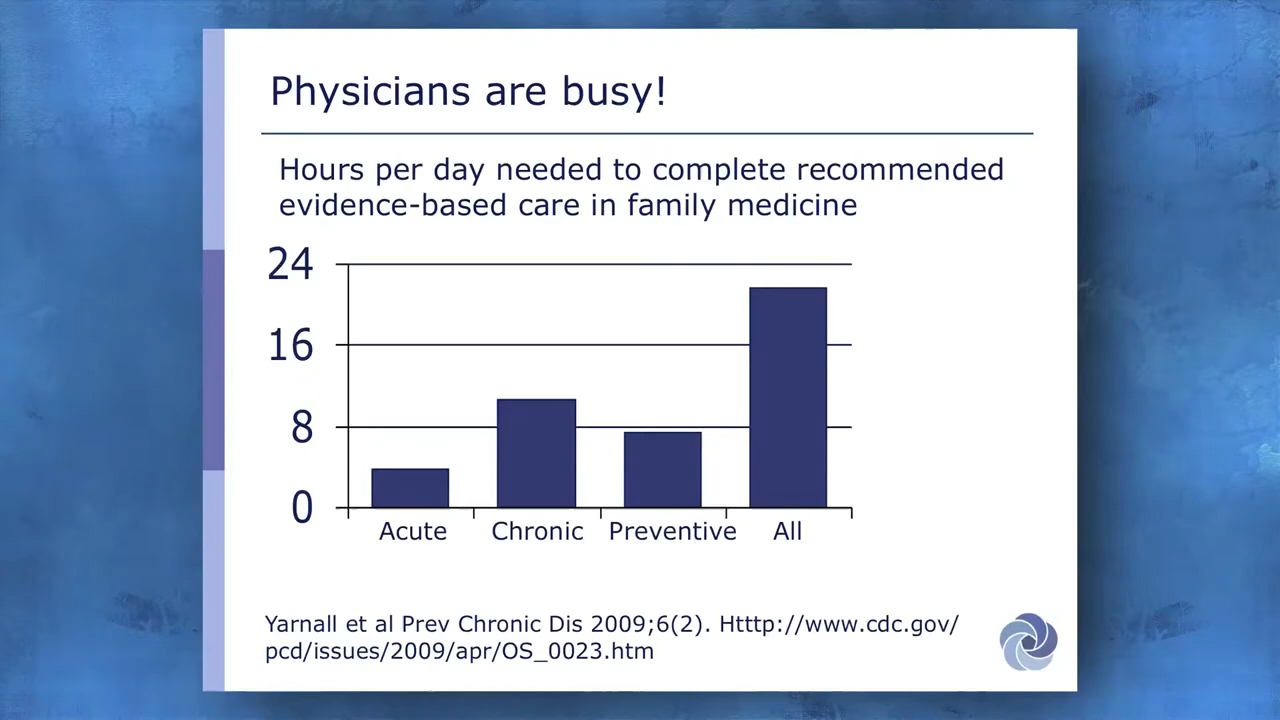 Physicians are busy!
Hours per day needed to complete recommended
evidence-based care in family medicine
24
16
8
0
Acute Chronic Preventive All
Yarnall et al Prev Chronic Dis 2009;6(2). Htttp://www.cdc.gov/
pcd/issues/2009/apr/OS_0023.htm